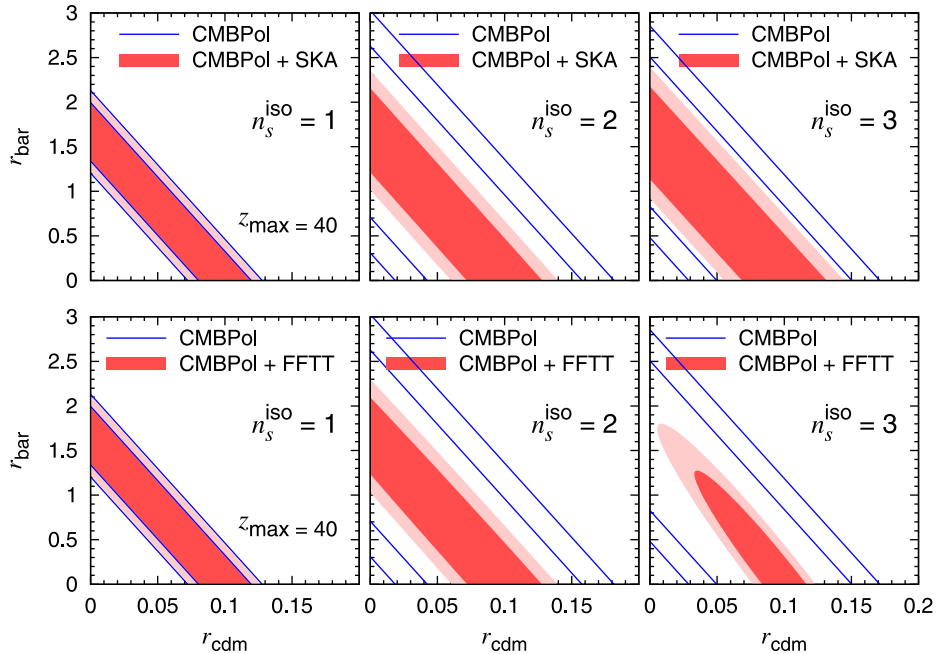 3
2.5
2
1.5
1
0.5
0
r_bar
CMBPol
CMBPol + SKA
n_s^iso = 1
z_max = 40
CMBPol
CMBPol + SKA
n_s^iso = 2
CMBPol
CMBPol + SKA
n_s^iso = 3
3
2.5
2
1.5
1
0.5
0
r_bar
CMBPol
CMBPol + FFTT
n_s^iso = 1
z_max = 40
CMBPol
CMBPol + FFTT
n_s^iso = 2
CMBPol
CMBPol + FFTT
n_s^iso = 3
0 0.05 0.1 0.15
0 0.05 0.1 0.15
0 0.05 0.1 0.15 0.2
r_cdm
r_cdm
r_cdm